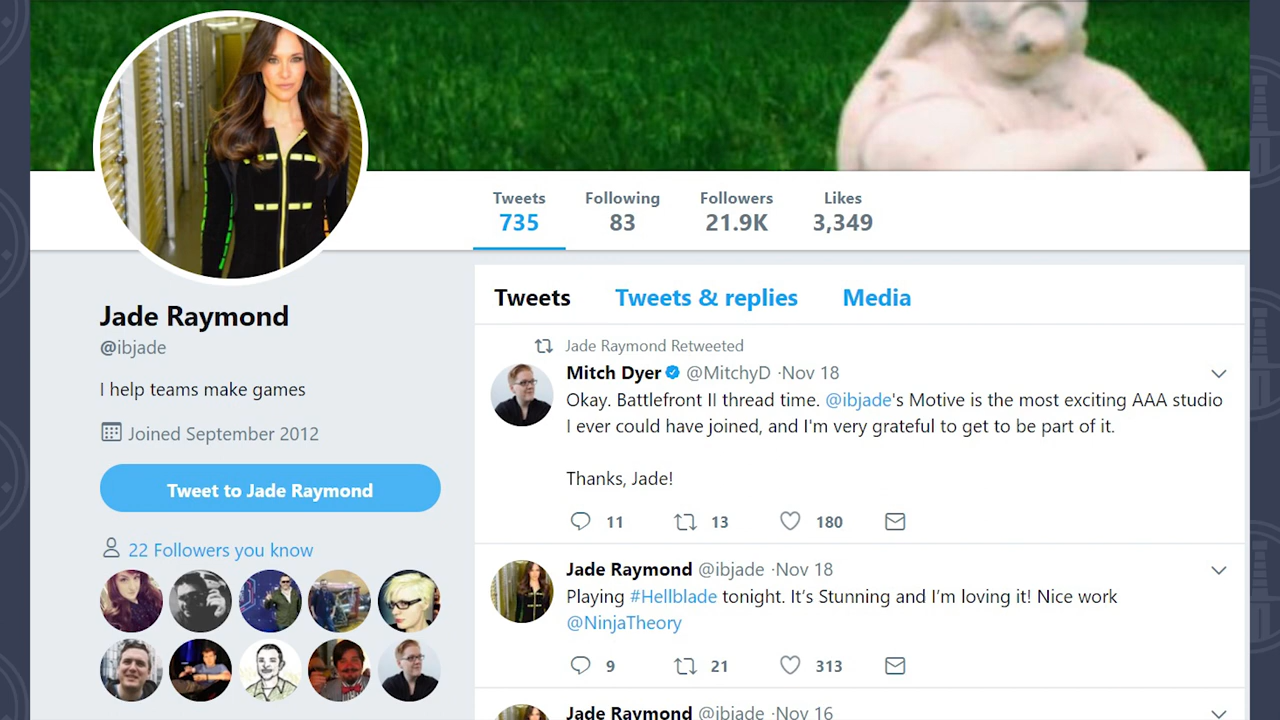 Tweets Following Followers Likes
735 83 21.9K 3,349
Jade Raymond
@ibjade
I help teams make games
Joined September 2012
Tweet to Jade Raymond
22 Followers you know
Tweets Tweets & replies Media
Jade Raymond Retweeted
Mitch Dyer @MitchyD ·Nov 18
Okay. Battlefront II thread time. @ibjade's Motive is the most exciting AAA studio
I ever could have joined, and I'm very grateful to get to be part of it.
Thanks, Jade!
11 13 180
Jade Raymond @ibjade ·Nov 18
Playing #Hellblade tonight. It's Stunning and I'm loving it! Nice work
@NinjaTheory
9 21 313
Jade Raymond @ibjade ·Nov 16